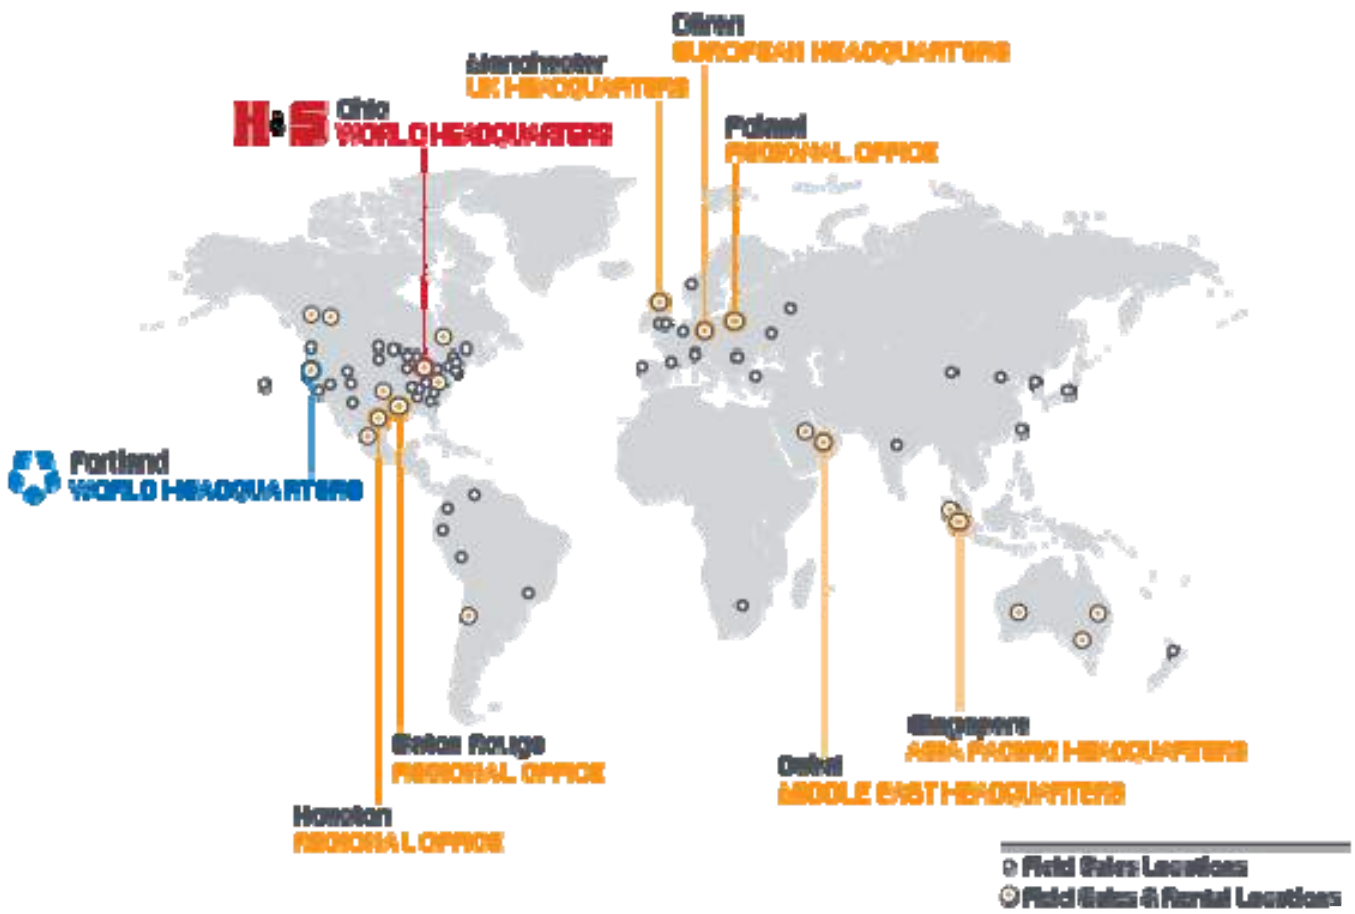 Düren
EUROPEAN HEADQUARTERS
Manchester
UK HEADQUARTERS
H&S
Ohio
WORLD HEADQUARTERS
Poland
REGIONAL OFFICE
Portland
WORLD HEADQUARTERS
Baton Rouge
REGIONAL OFFICE
Houston
REGIONAL OFFICE
Singapore
ASIA PACIFIC HEADQUARTERS
Dubai
MIDDLE EAST HEADQUARTERS
Field Sales Locations
Field Sales & Rental Locations